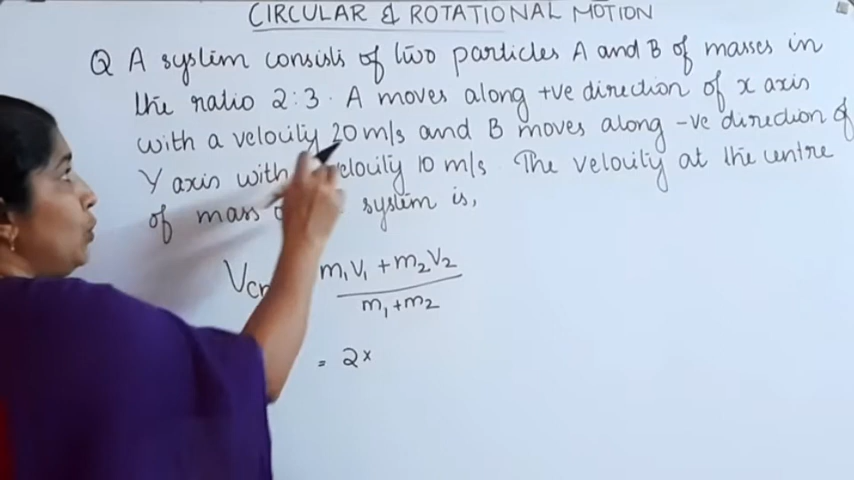 CIRCULAR & ROTATIONAL MOTION
Q A system consists of two particles A and B of masses in
the ratio 2:3. A moves along +ve direction of x axis
with a velocity 20 m/s and B moves along -ve direction of
Y axis with velocity 10 m/s. The velocity at the centre
of mass system is,
m₁V₁ + m₂V₂
V_cm
m₁+m₂
= 2×